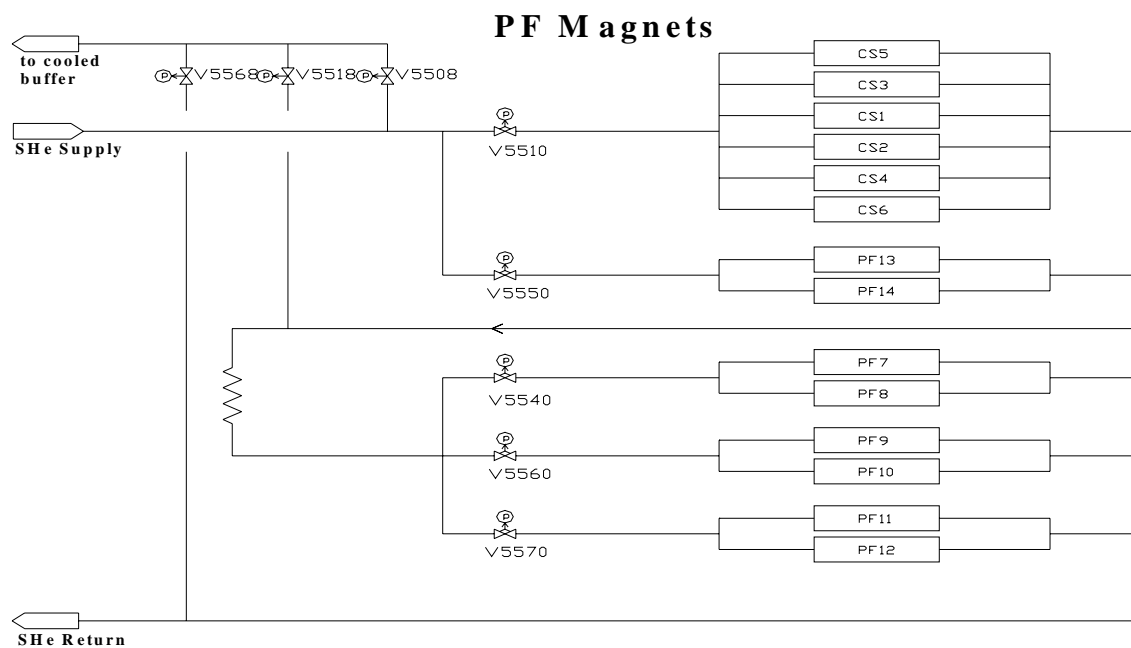 PF Magnets
to cooled
buffer
V5568
P
V5518
P
V5508
P
SHe Supply
P
V5510
CS5
CS3
CS1
CS2
CS4
CS6
P
V5550
PF13
PF14
P
V5540
PF7
PF8
P
V5560
PF9
PF10
P
V5570
PF11
PF12
SHe Return